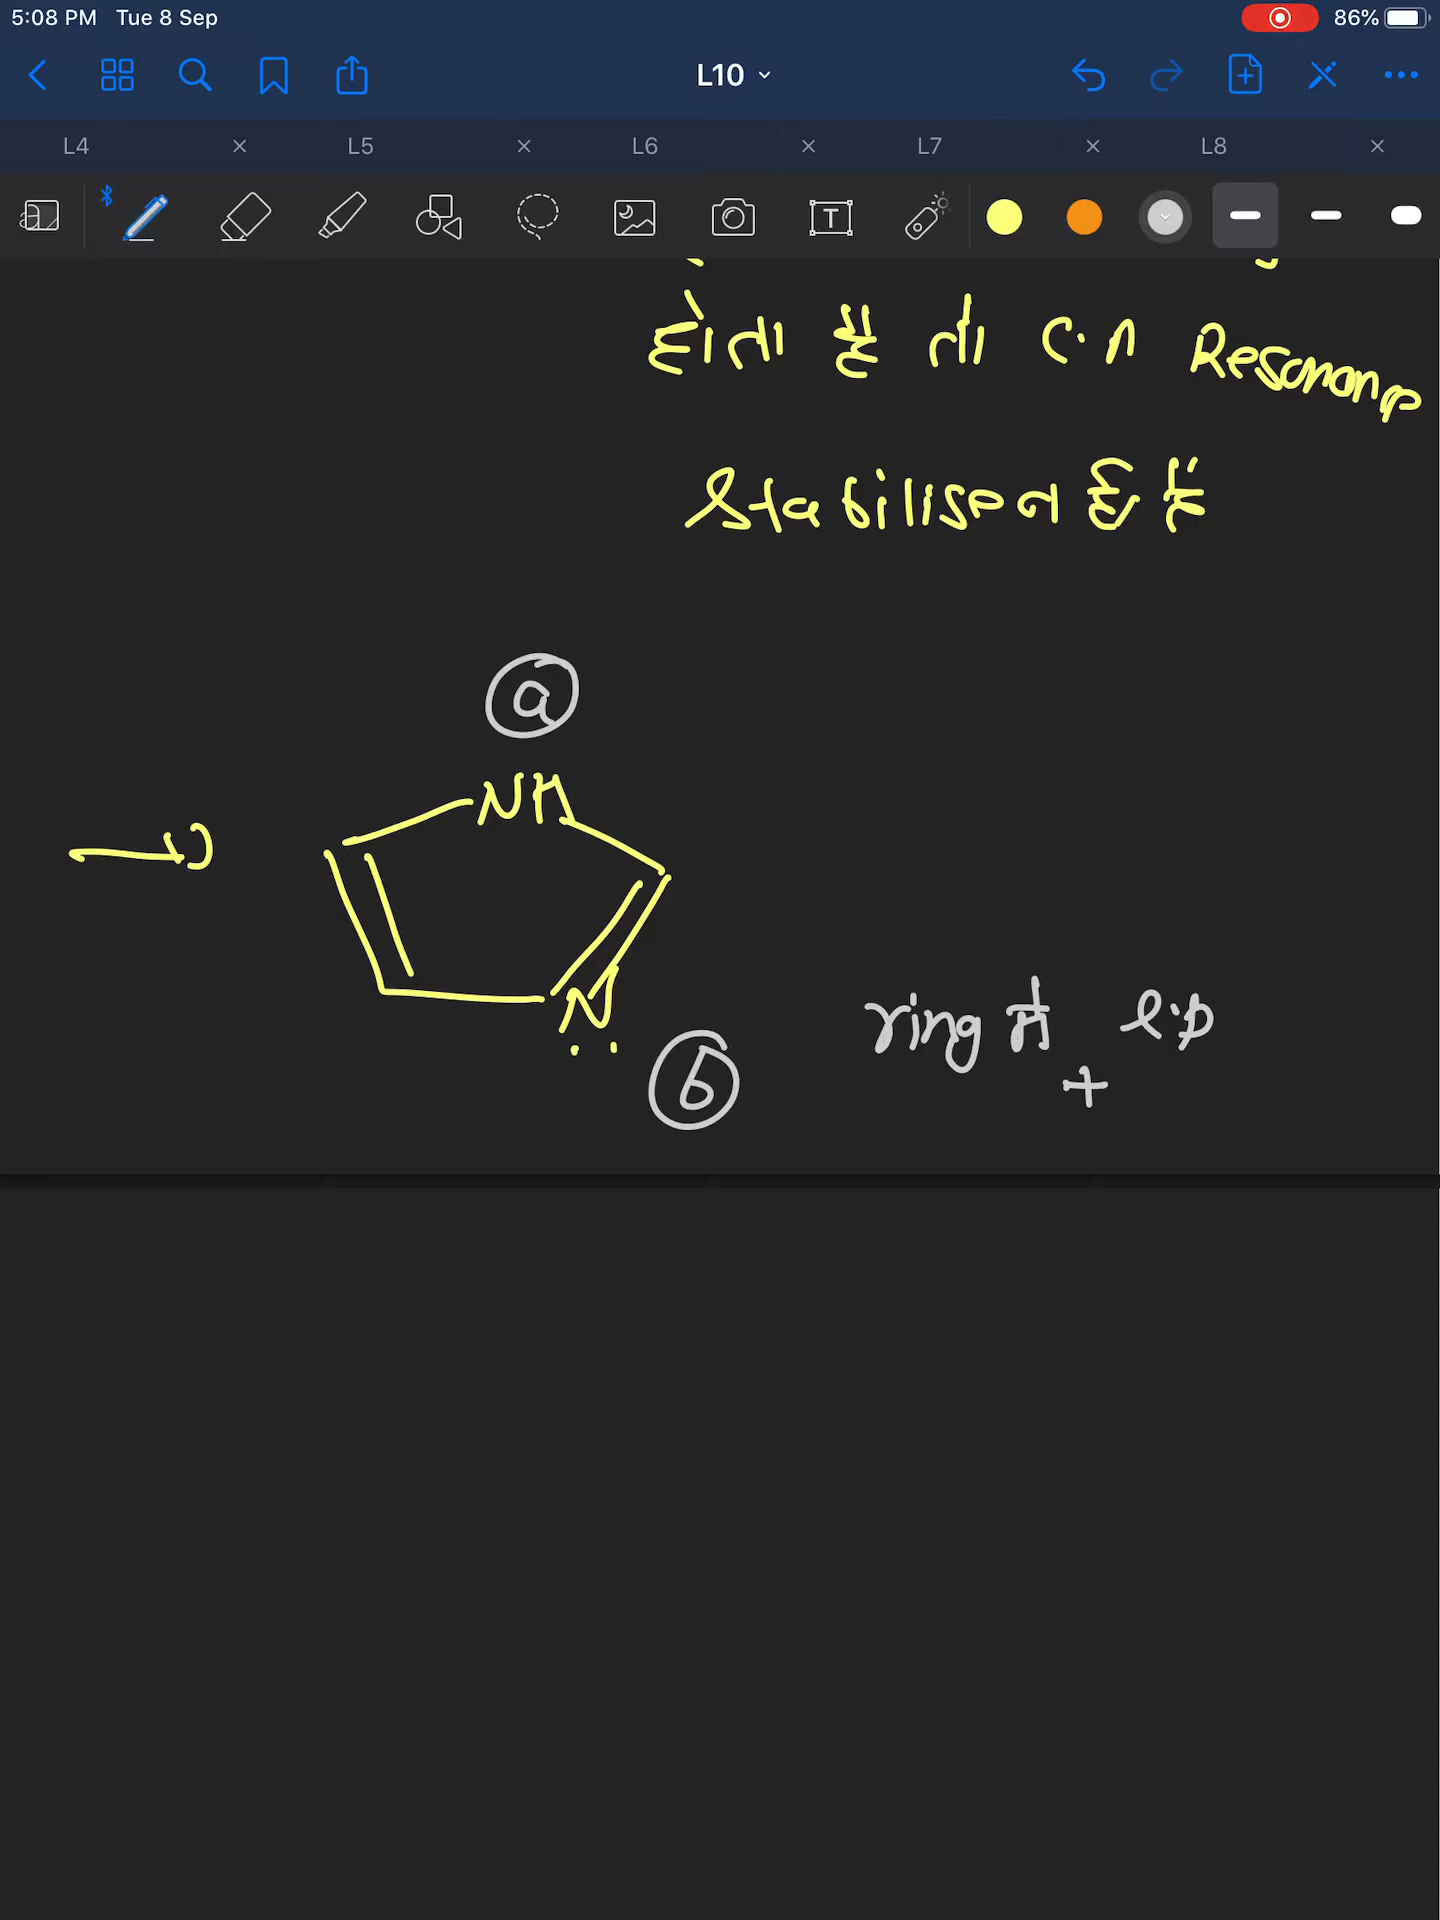 5:08 PM Tue 8 Sep 86%
L10
L4 L5 L6 L7 L8
T
होता है तो C.A Resonance
Stabilised हो है
a
NH
N
b
ring में l.p
+